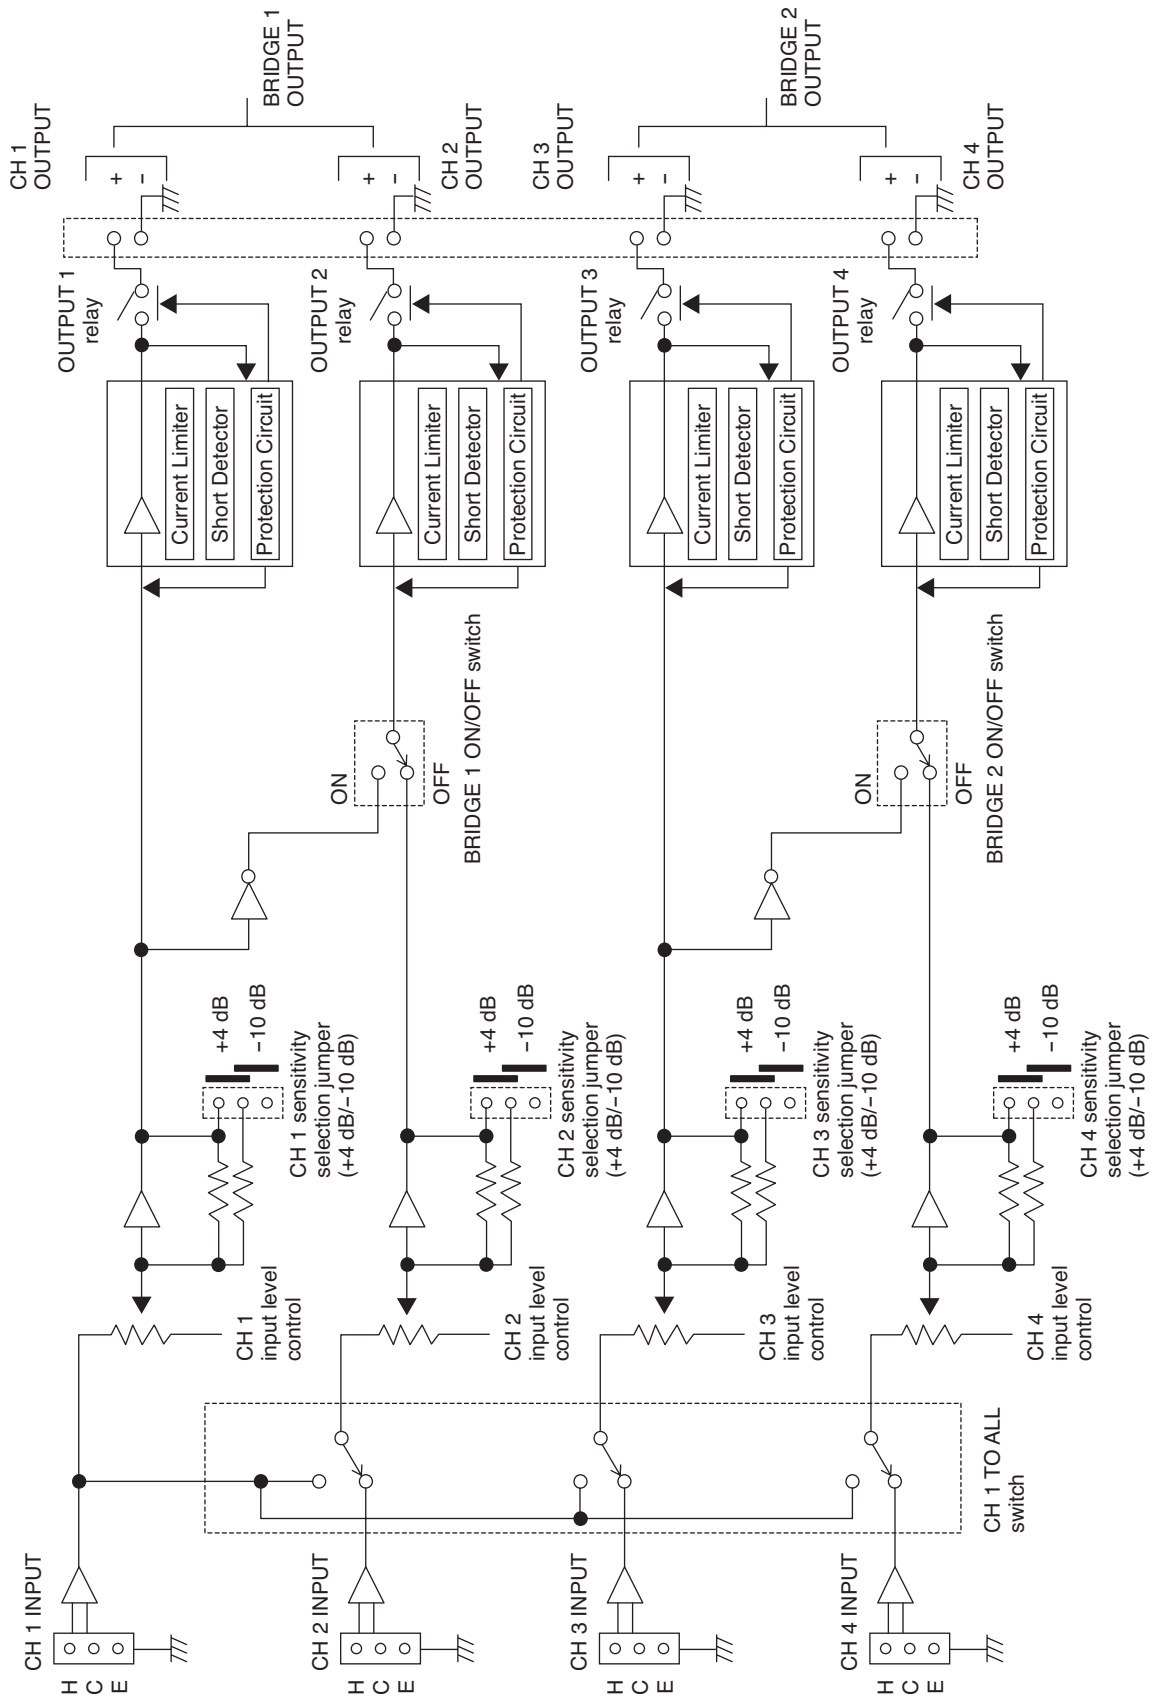 CH 1 INPUT
H
C
E
CH 1
input level
control
+4 dB
−10 dB
CH 1 sensitivity
selection jumper
(+4 dB/−10 dB)
Current Limiter
Short Detector
Protection Circuit
OUTPUT 1
relay
CH 1
OUTPUT
+
-
BRIDGE 1
OUTPUT
CH 2 INPUT
H
C
E
CH 2
input level
control
+4 dB
−10 dB
CH 2 sensitivity
selection jumper
(+4 dB/−10 dB)
ON
OFF
BRIDGE 1 ON/OFF switch
Current Limiter
Short Detector
Protection Circuit
OUTPUT 2
relay
+
-
CH 2
OUTPUT
CH 3 INPUT
H
C
E
CH 3
input level
control
+4 dB
−10 dB
CH 3 sensitivity
selection jumper
(+4 dB/−10 dB)
Current Limiter
Short Detector
Protection Circuit
OUTPUT 3
relay
CH 3
OUTPUT
+
-
BRIDGE 2
OUTPUT
CH 4 INPUT
H
C
E
CH 1 TO ALL
switch
CH 4
input level
control
+4 dB
−10 dB
CH 4 sensitivity
selection jumper
(+4 dB/−10 dB)
ON
OFF
BRIDGE 2 ON/OFF switch
Current Limiter
Short Detector
Protection Circuit
OUTPUT 4
relay
+
-
CH 4
OUTPUT